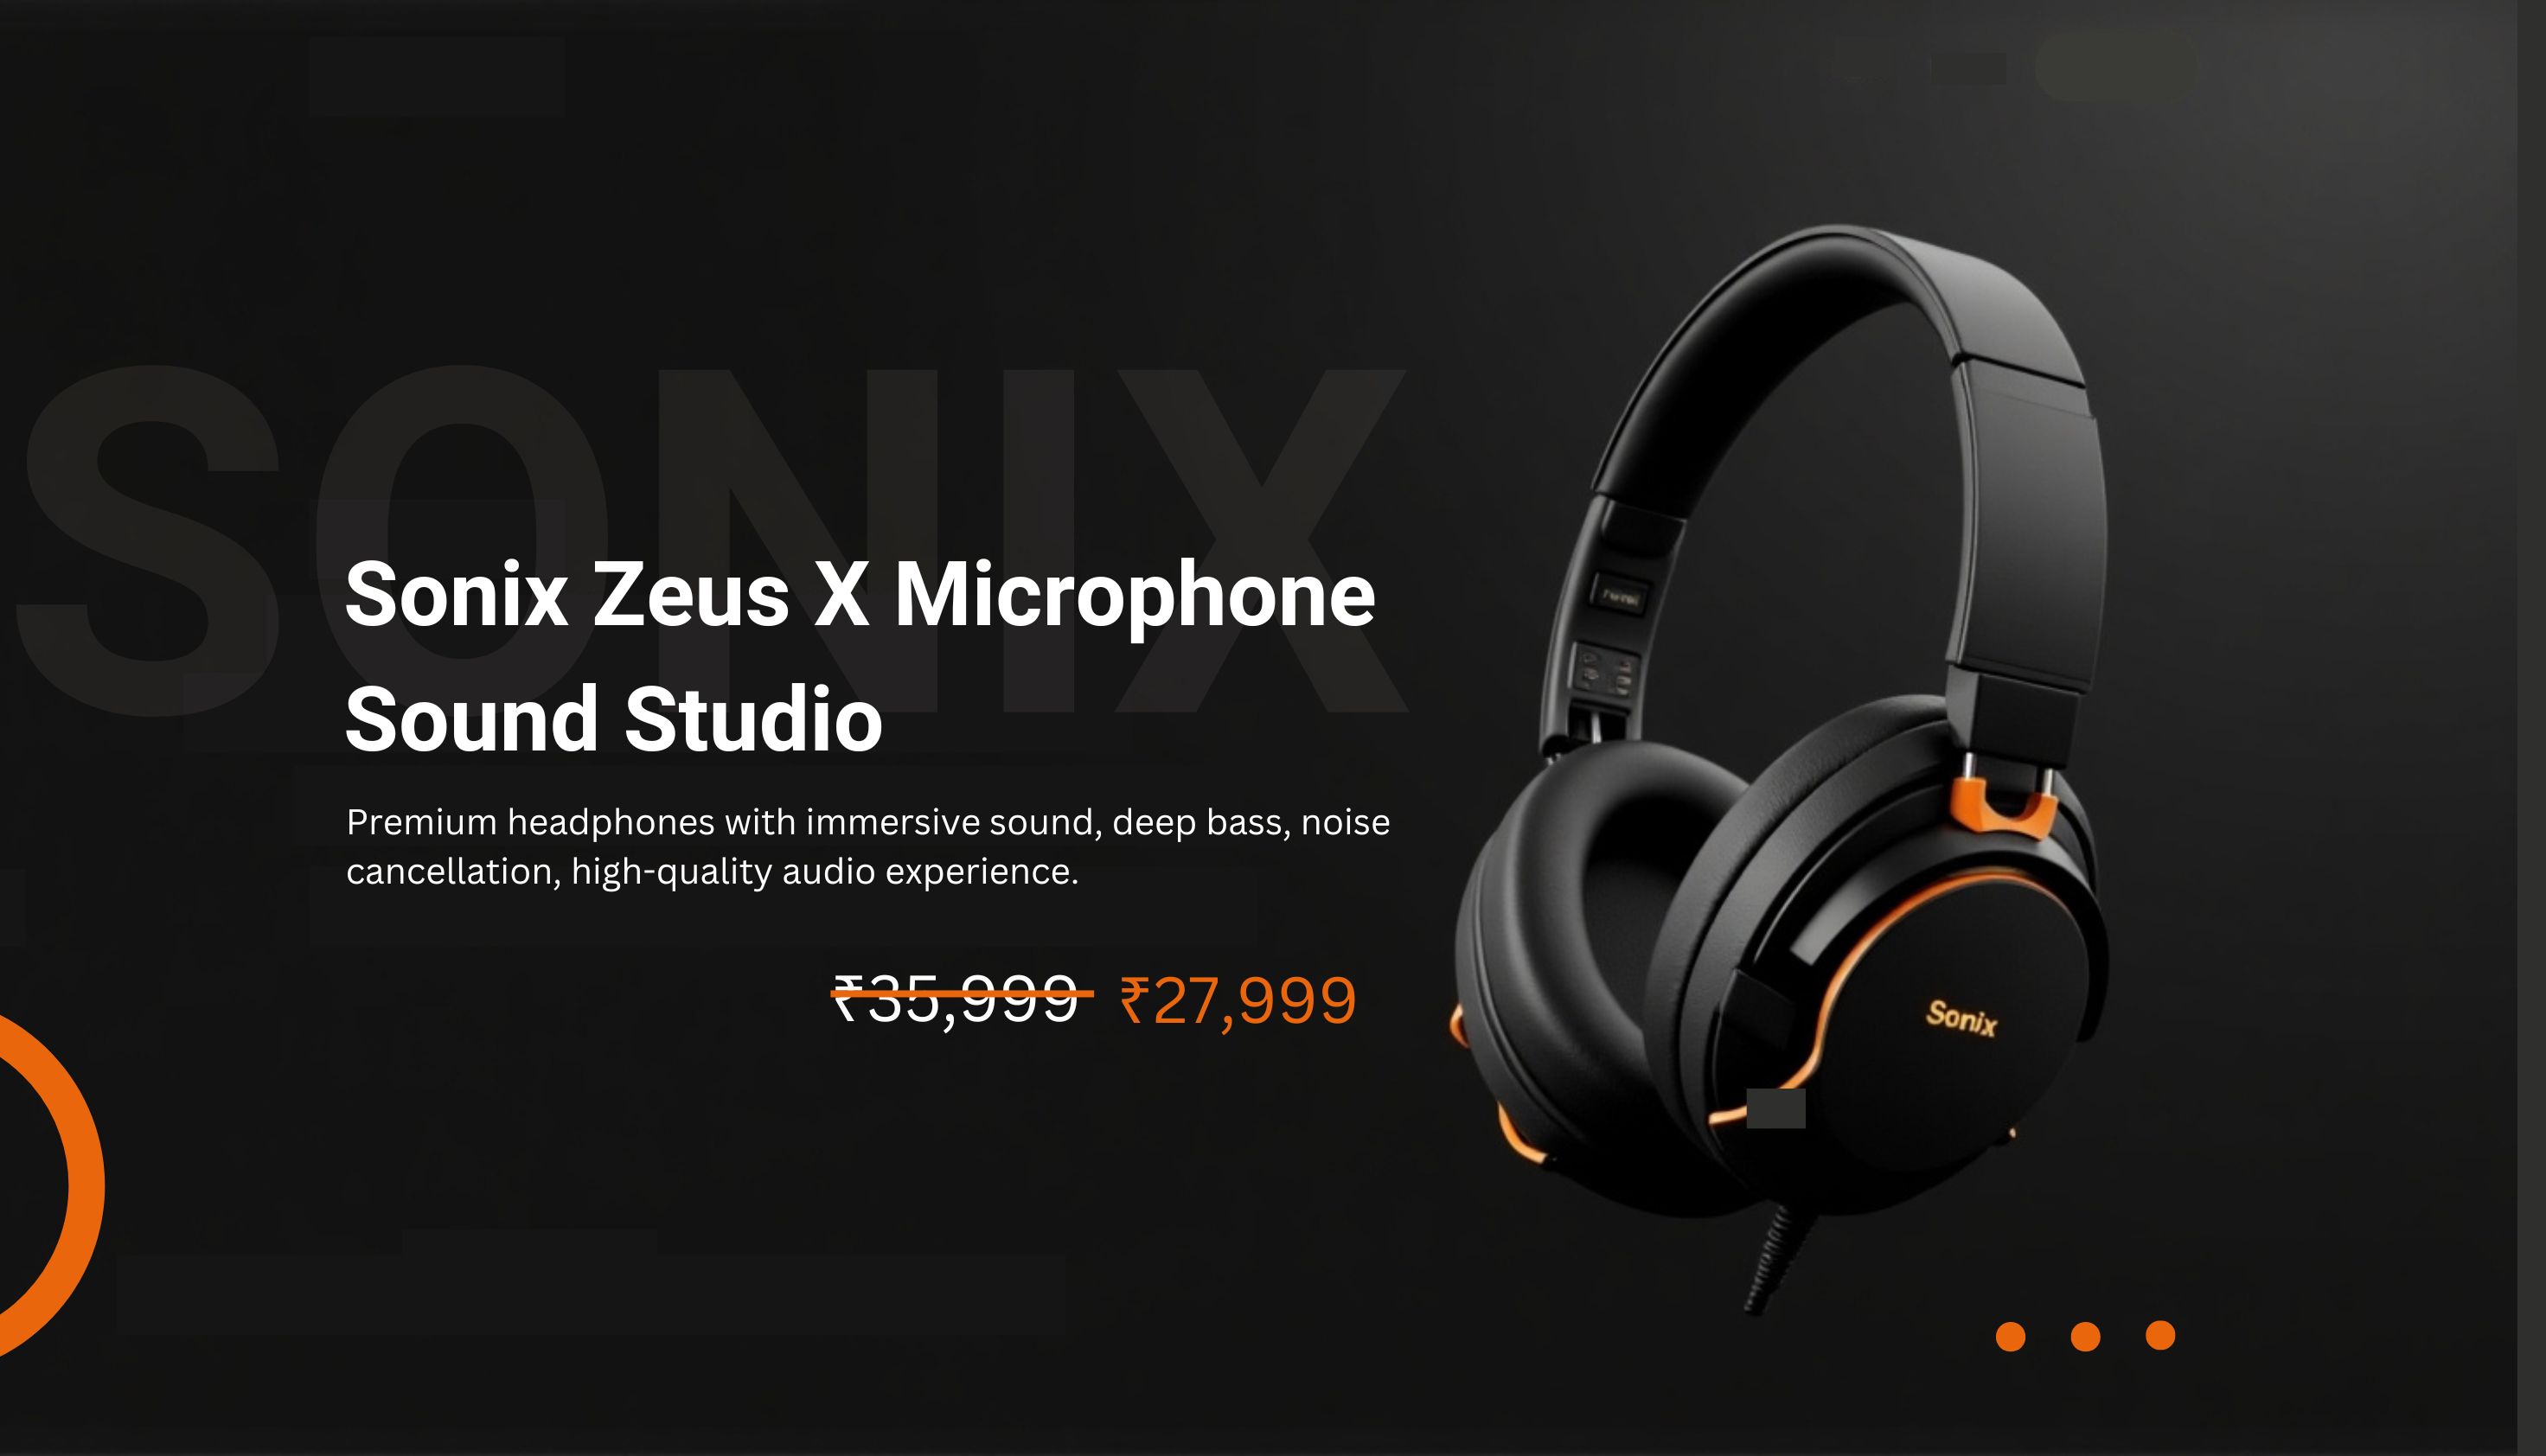 SONIX
Sonix Zeus X Microphone
Sound Studio
Premium headphones with immersive sound, deep bass, noise
cancellation, high-quality audio experience.
₹35,999 ₹27,999
Sonix